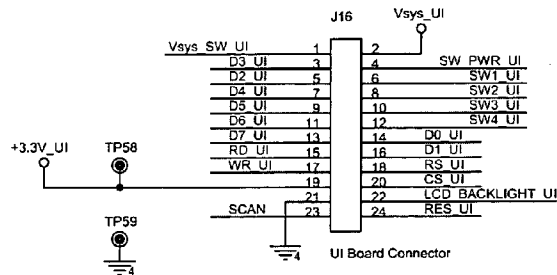 J16
Vsys_UI
Vsys_SW_UI 1 2
D3_UI 3 4 SW_PWR_UI
D2_UI 5 6 SW1_UI
D4_UI 7 8 SW2_UI
D5_UI 9 10 SW3_UI
D6_UI 11 12 SW4_UI
D7_UI 13 14 D0_UI
+3.3V_UI TP58 RD_UI 15 16 D1_UI
WR_UI 17 18 RS_UI
19 20 CS_UI
21 22 LCD_BACKLIGHT_UI
TP59 SCAN 23 24 RES_UI
4 4 UI Board Connector